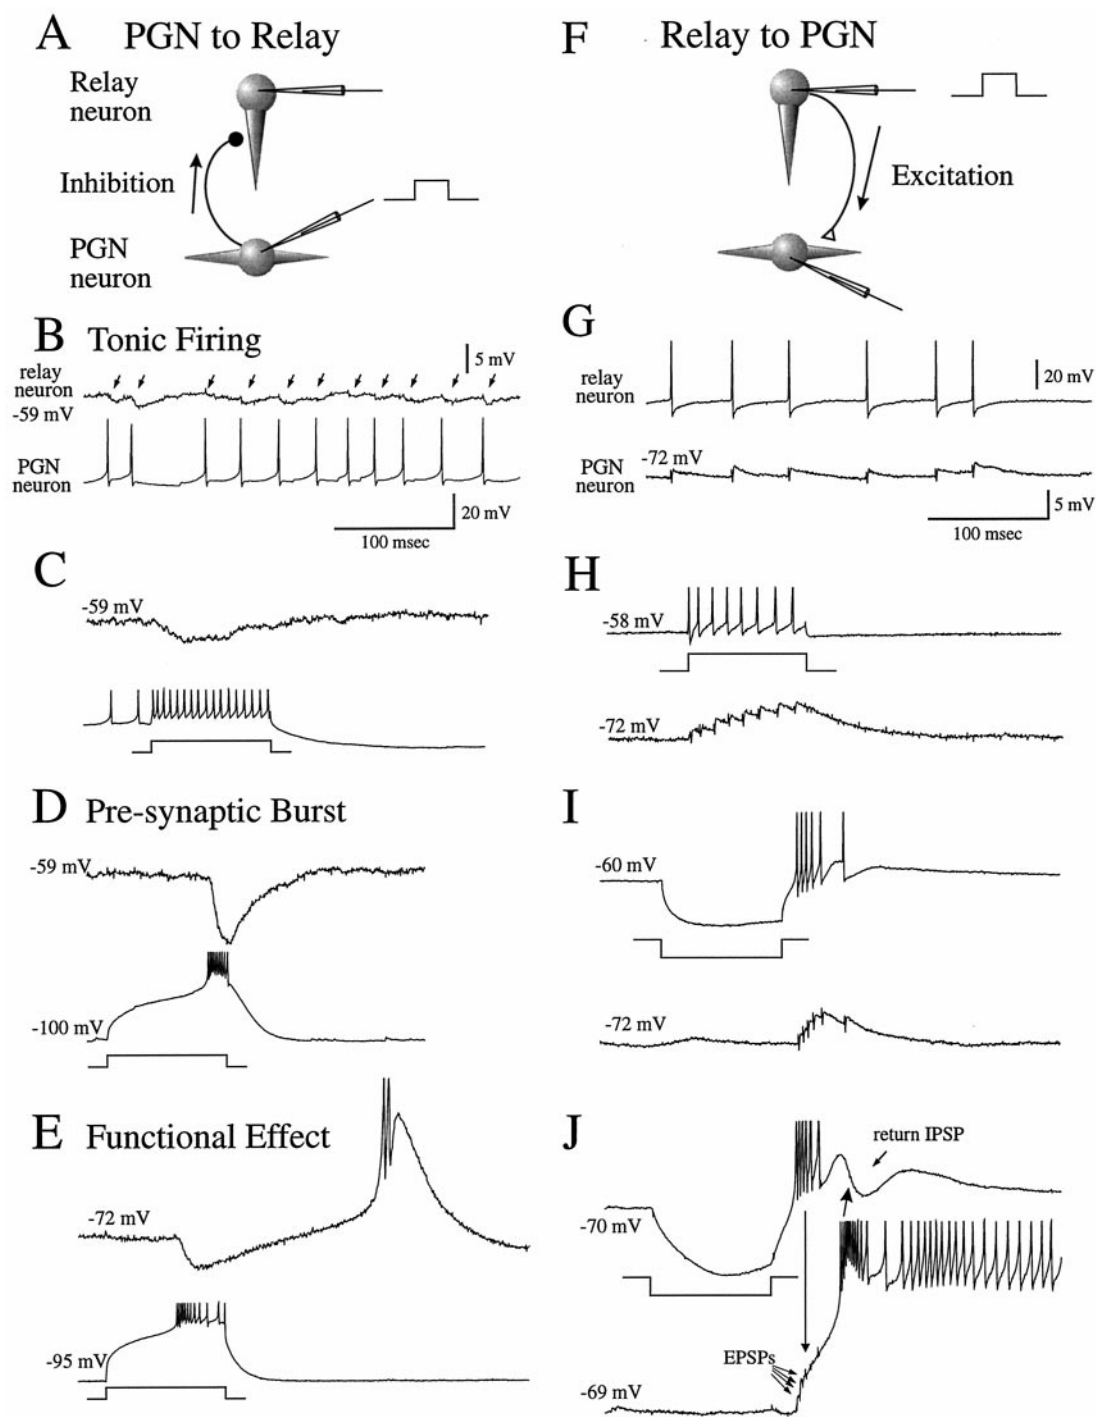 A PGN to Relay
Relay
neuron
Inhibition
PGN
neuron
B Tonic Firing
5 mV
relay
neuron
-59 mV
PGN
neuron
20 mV
100 msec
C
-59 mV
D Pre-synaptic Burst
-59 mV
-100 mV
E Functional Effect
-72 mV
-95 mV
F Relay to PGN
Excitation
G
relay
neuron
20 mV
-72 mV
PGN
neuron
5 mV
100 msec
H
-58 mV
-72 mV
I
-60 mV
-72 mV
J
return IPSP
-70 mV
EPSPs
-69 mV